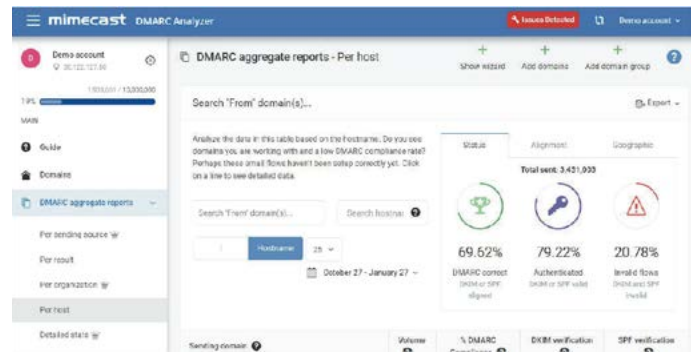 mimecast DMARC Analyzer
Issues Detected
Demo account
Demo account
MAIN
Guide
Domains
DMARC aggregate reports
Per sending source
Per result
Per organization
Per host
Detailed stats
DMARC aggregate reports - Per host
Show wizard
Add domains
Add domain group
Search "From" domain(s)...
Export
Analyze the data in this table based on the hostname. Do you see
domains you are working with and a low DMARC compliance rate?
Perhaps these email flows haven't been setup correctly yet. Click
on a line to see detailed data.
Search "From" domain(s)...
Search hostname
Hostname
25
October 27 - January 27
Status
Alignment
Geographic
Total sent: 3,431,003
69.62%
DMARC correct
DKIM or SPF
aligned
79.22%
Authenticated
DKIM or SPF valid
20.78%
Invalid flows
DKIM and SPF
invalid
Sending domain
Volume
% DMARC
Compliance
DKIM verification
SPF verification